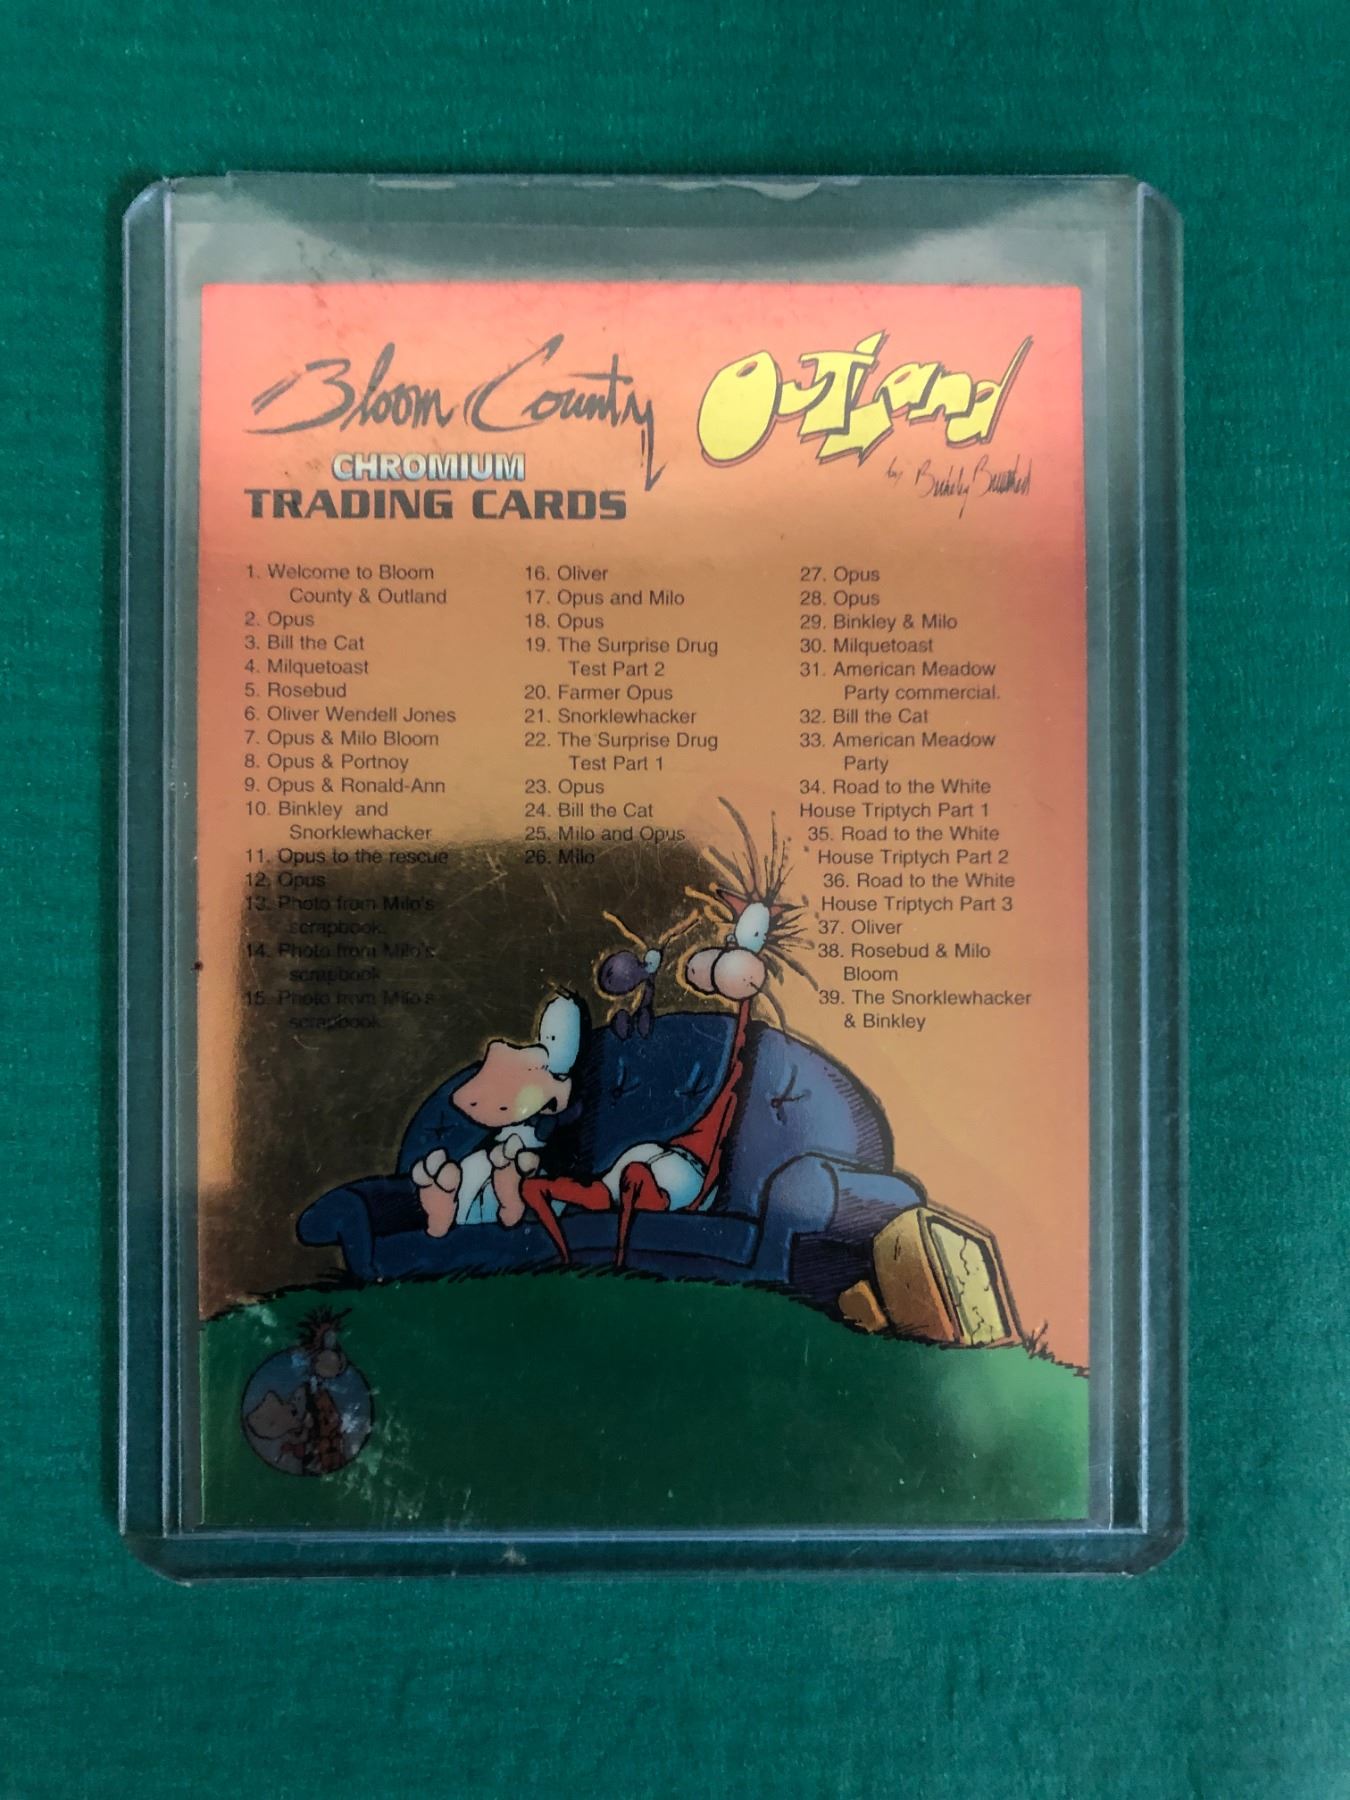 Bloom County
OutLand
by Berkeley Breathed
CHROMIUM
TRADING CARDS
1. Welcome to Bloom
County & Outland
2. Opus
3. Bill the Cat
4. Milquetoast
5. Rosebud
6. Oliver Wendell Jones
7. Opus & Milo Bloom
8. Opus & Portnoy
9. Opus & Ronald-Ann
10. Binkley and
Snorklewhacker
11. Opus to the rescue
12. Opus
13. Photo from Milo's
scrapbook.
14. Photo from Milo's
scrapbook
15. Photo from Milo's
scrapbook
16. Oliver
17. Opus and Milo
18. Opus
19. The Surprise Drug
Test Part 2
20. Farmer Opus
21. Snorklewhacker
22. The Surprise Drug
Test Part 1
23. Opus
24. Bill the Cat
25. Milo and Opus
26. Milo
27. Opus
28. Opus
29. Binkley & Milo
30. Milquetoast
31. American Meadow
Party commercial.
32. Bill the Cat
33. American Meadow
Party
34. Road to the White
House Triptych Part 1
35. Road to the White
House Triptych Part 2
36. Road to the White
House Triptych Part 3
37. Oliver
38. Rosebud & Milo
Bloom
39. The Snorklewhacker
& Binkley